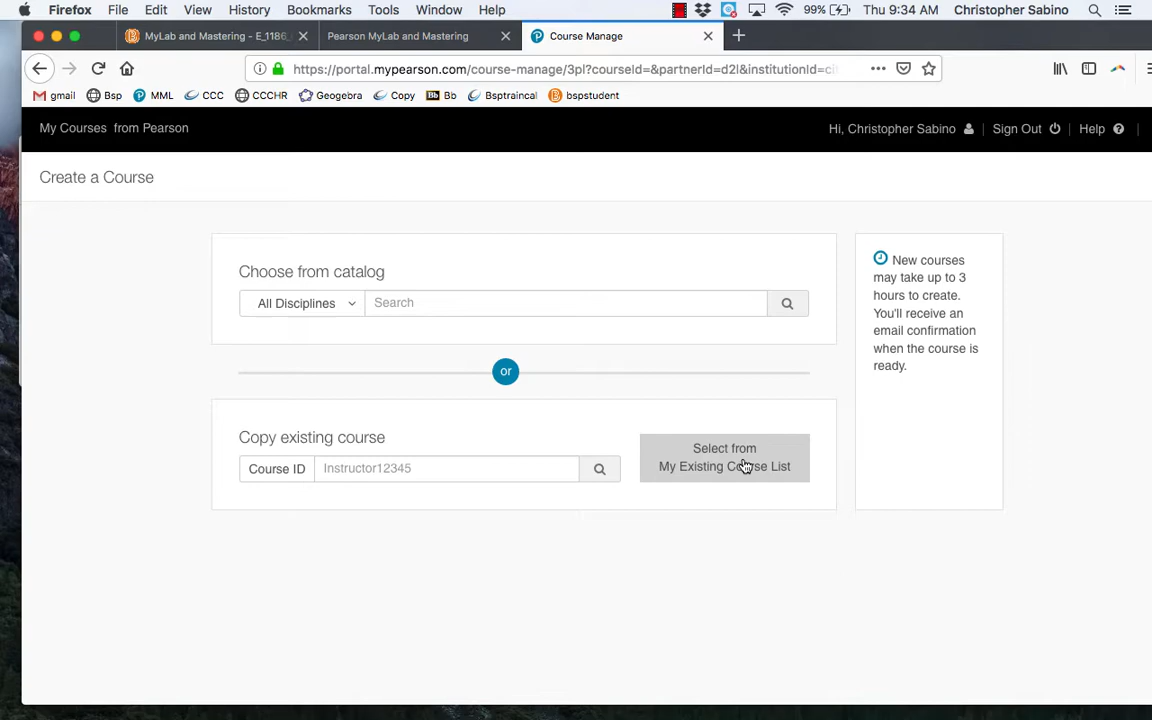 Firefox File Edit View History Bookmarks Tools Window Help 99% Thu 9:34 AM Christopher Sabino
MyLab and Mastering - E_1186_ Pearson MyLab and Mastering Course Manage
https://portal.mypearson.com/course-manage/3pl?courseId=&partnerId=d2l&institutionId=ci
gmail Bsp MML CCC CCCHR Geogebra Copy Bb Bb Bsptraincal bspstudent
My Courses from Pearson Hi, Christopher Sabino Sign Out Help
Create a Course
Choose from catalog
All Disciplines Search
or
Copy existing course
Course ID Instructor12345
Select from
My Existing Course List
New courses
may take up to 3
hours to create.
You'll receive an
email confirmation
when the course is
ready.